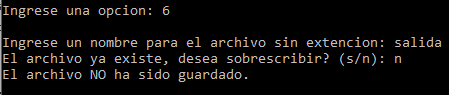 Ingrese una opcion: 6
Ingrese un nombre para el archivo sin extencion: salida
El archivo ya existe, desea sobrescribir? (s/n): n
El archivo NO ha sido guardado.